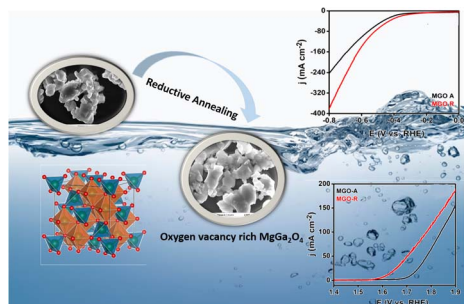 Reductive Annealing
Oxygen vacancy rich MgGa₂O₄
j (mA cm⁻²)
0
-80
-160
-240
-320
-400
MGO A
MGO-R
-0.8
-0.6
-0.4
-0.2
0.0
E (V vs. RHE)
j (mA cm⁻²)
200
150
100
50
0
MGO-A
MGO-R
1.4
1.5
1.6
1.7
1.8
1.9
E (V vs. RHE)